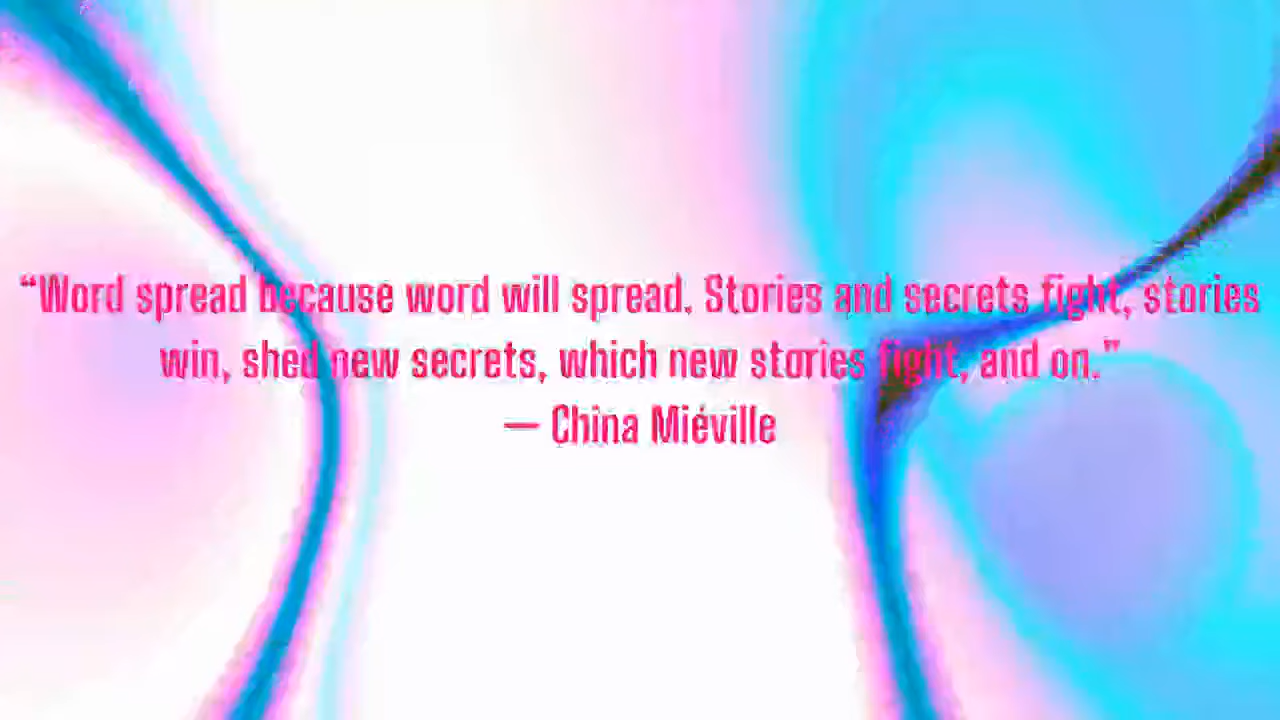 “Word spread because word will spread. Stories and secrets fight, stories
win, shed new secrets, which new stories fight, and on.”
— China Miéville